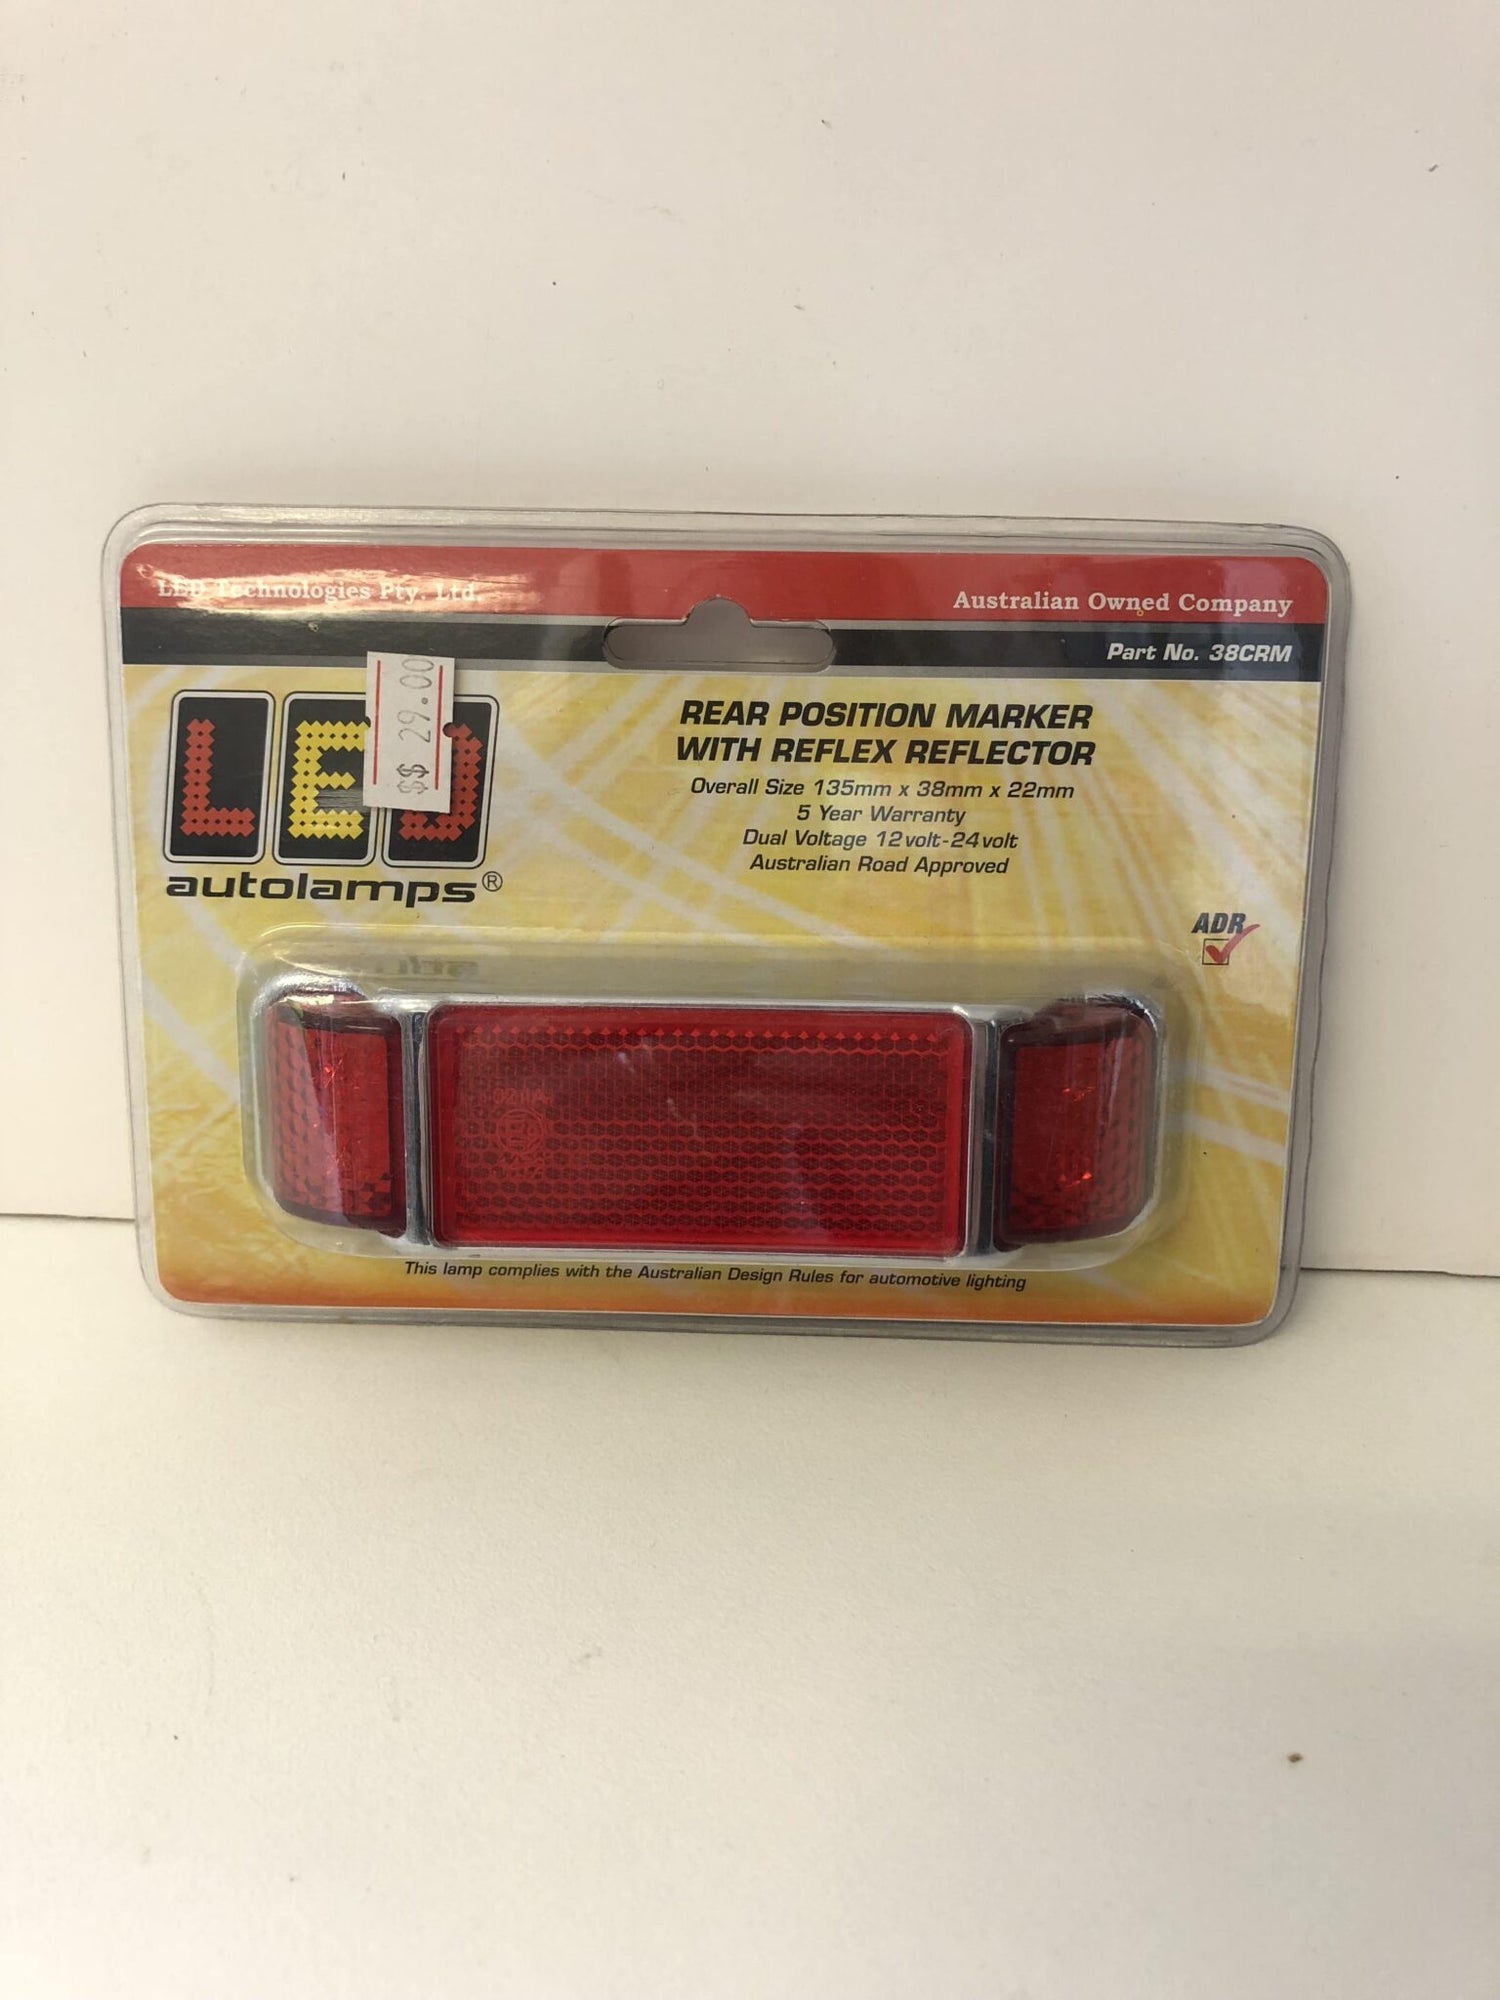 LED Technologies Pty. Ltd.
Australian Owned Company
Part No. 38CRM
$$ 29.00
LED
autolamps®
REAR POSITION MARKER
WITH REFLEX REFLECTOR
Overall Size 135mm x 38mm x 22mm
5 Year Warranty
Dual Voltage 12volt-24volt
Australian Road Approved
ADR
This lamp complies with the Australian Design Rules for automotive lighting